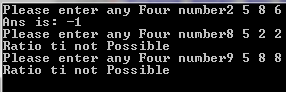 Please enter any Four number2 5 8 6
Ans is: -1
Please enter any Four number8 5 2 2
Ratio ti not Possible
Please enter any Four number9 5 8 8
Ratio ti not Possible